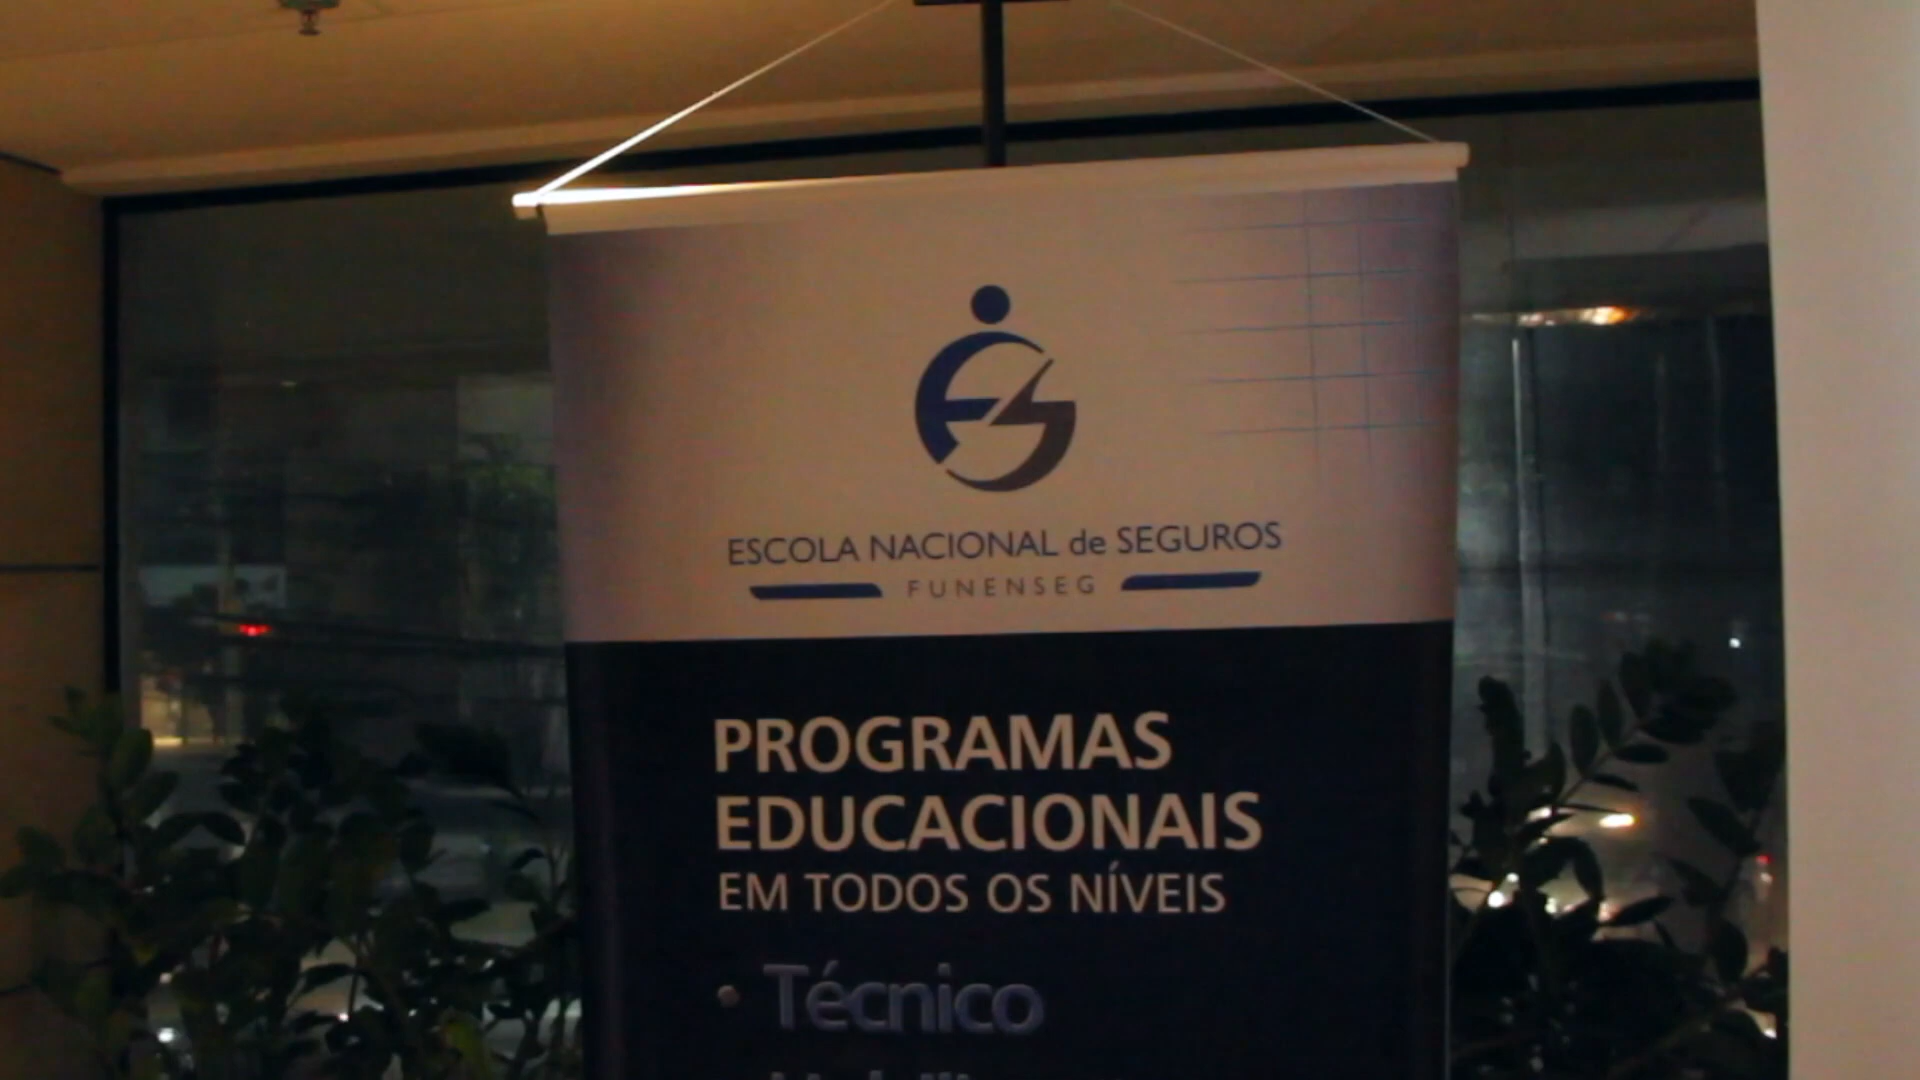 ESCOLA NACIONAL de SEGUROS
FUNENSEG
PROGRAMAS
EDUCACIONAIS
EM TODOS OS NÍVEIS
• Técnico